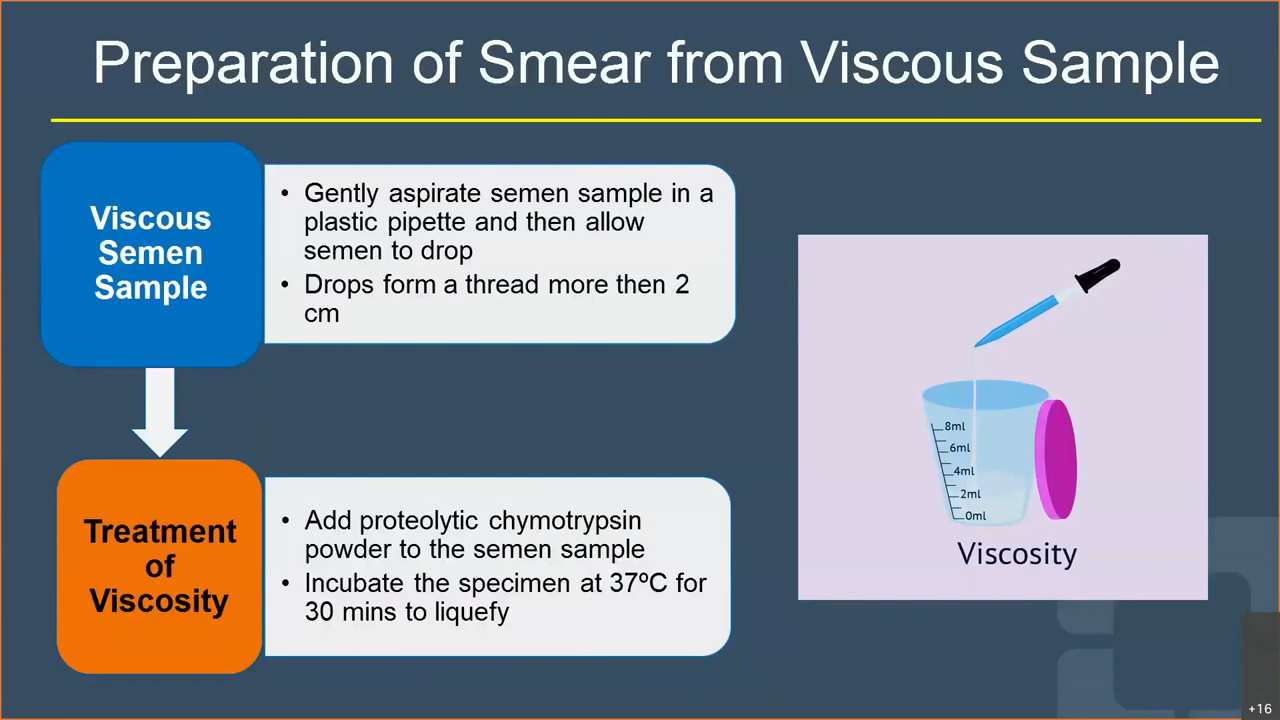 Preparation of Smear from Viscous Sample
Viscous
Semen
Sample
• Gently aspirate semen sample in a
plastic pipette and then allow
semen to drop
• Drops form a thread more then 2
cm
Treatment
of
Viscosity
• Add proteolytic chymotrypsin
powder to the semen sample
• Incubate the specimen at 37ºC for
30 mins to liquefy
8ml
6ml
4ml
2ml
0ml
Viscosity
+16